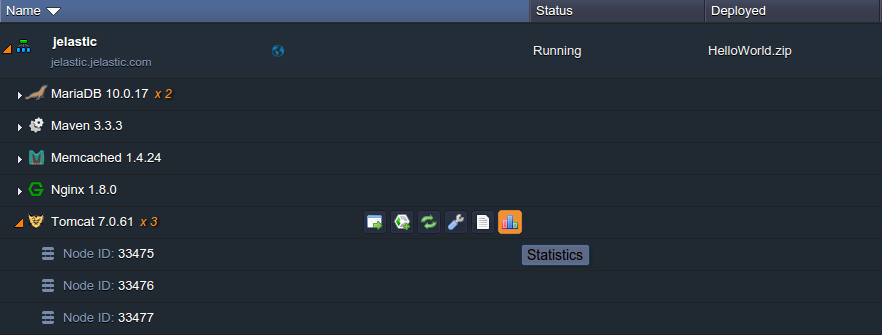 Name Status Deployed
jelastic
jelastic.jelastic.com Running HelloWorld.zip
MariaDB 10.0.17 x 2
Maven 3.3.3
Memcached 1.4.24
Nginx 1.8.0
Tomcat 7.0.61 x 3
Node ID: 33475 Statistics
Node ID: 33476
Node ID: 33477